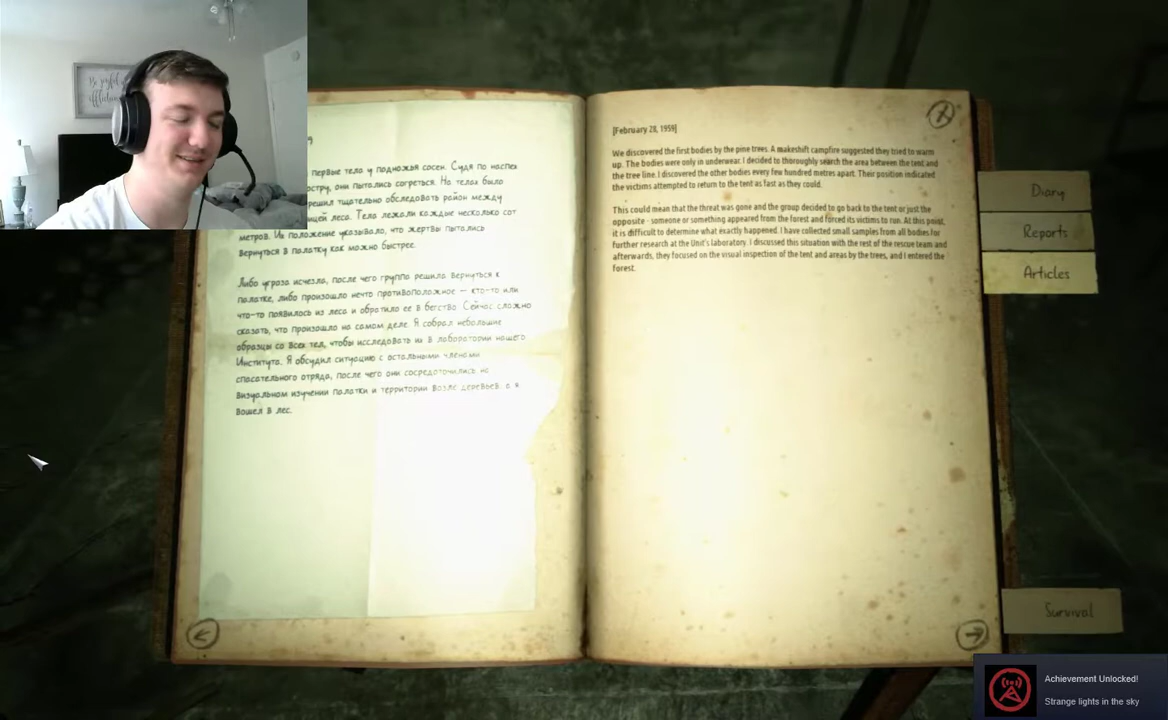 Be joyful
affliction
9
первые тела у подножья сосен. Судя по наспех
костру, они пытались согреться. На телах было
решил тщательно обследовать район между
лицей леса. Тела лежали каждые несколько сот
метров. Их положение указывало, что жертвы пытались
вернуться в палатку как можно быстрее.
Либо угроза исчезла, после чего группа решила вернуться к
палатке, либо произошло нечто противоположное – кто-то или
что-то появилось из леса и обратило ее в бегство. Сейчас сложно
сказать, что произошло на самом деле. Я собрал небольшие
образцы со всех тел, чтобы исследовать их в лаборатории нашего
Института. Я обсудил ситуацию с остальными членами
спасательного отряда, после чего они сосредоточились на
визуальном изучении палатки и территории возле деревьев, а я
вошел в лес.
[February 28, 1959]
We discovered the first bodies by the pine trees. A makeshift campfire suggested they tried to warm
up. The bodies were only in underwear. I decided to thoroughly search the area between the tent and
the tree line. I discovered the other bodies every few hundred metres apart. Their position indicated
the victims attempted to return to the tent as fast as they could.
This could mean that the threat was gone and the group decided to go back to the tent or just the
opposite - someone or something appeared from the forest and forced its victims to run. At this point,
it is difficult to determine what exactly happened. I have collected small samples from all bodies for
further research at the Unit's laboratory. I discussed this situation with the rest of the rescue team and
afterwards, they focused on the visual inspection of the tent and areas by the trees, and I entered the
forest.
Diary
Reports
Articles
Survival
Achievement Unlocked!
Strange lights in the sky